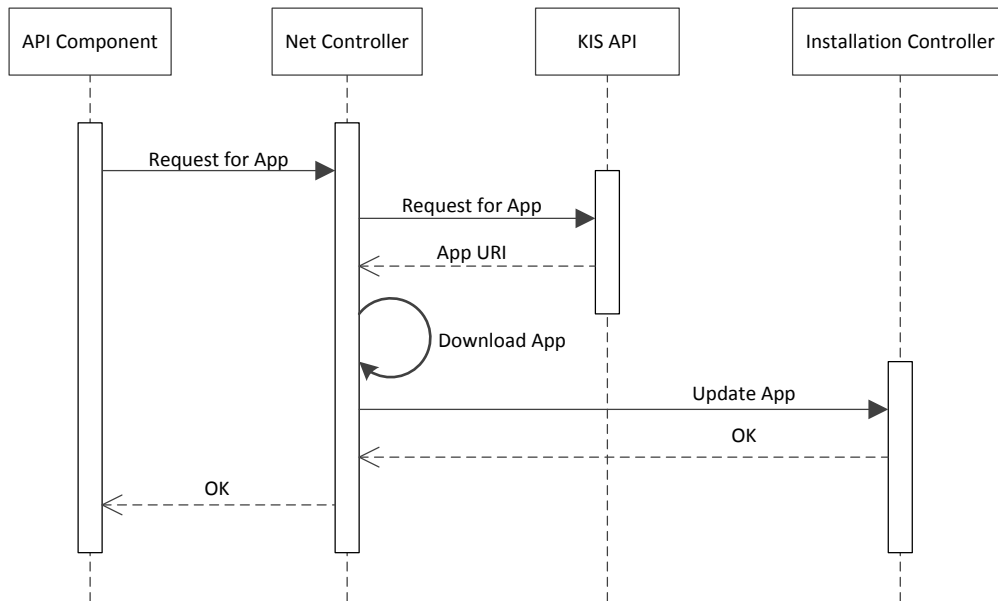 API Component
Net Controller
KIS API
Installation Controller
Request for App
Request for App
App URI
Download App
Update App
OK
OK